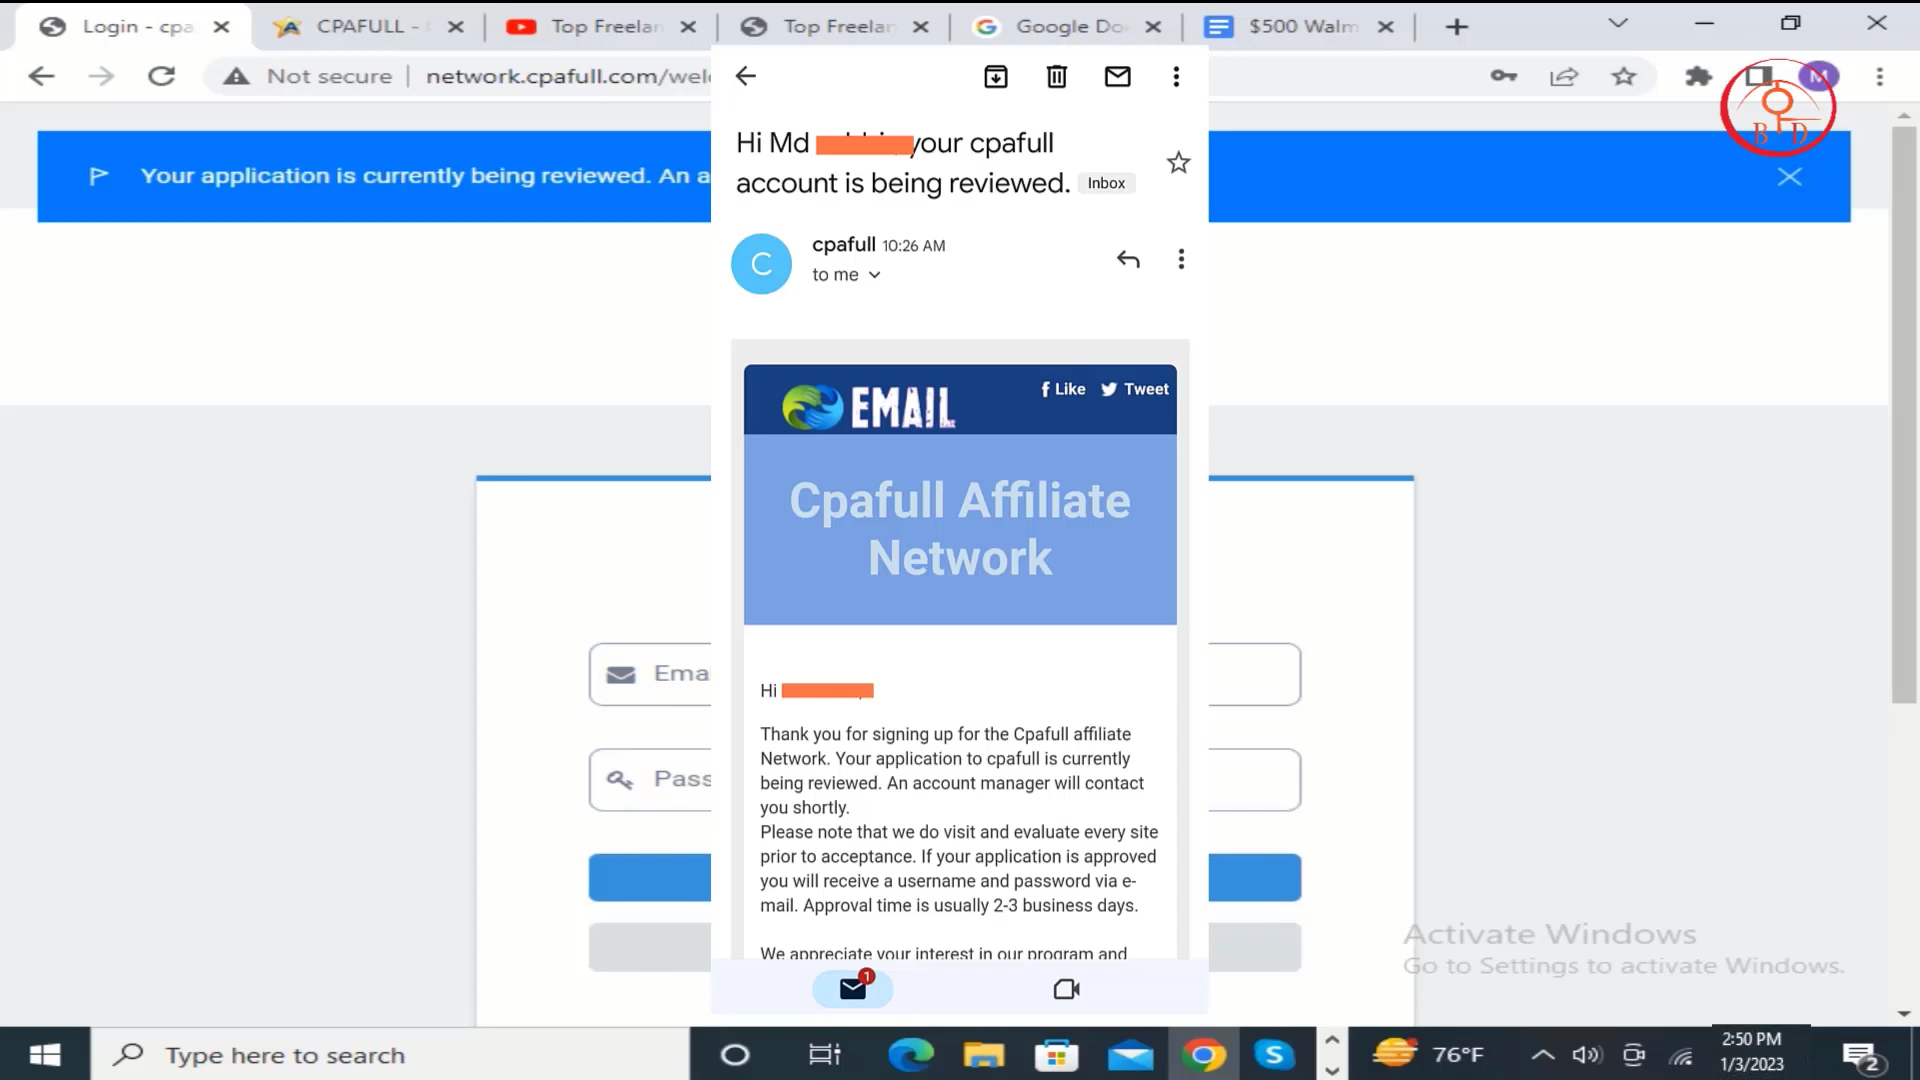 Login - cpa
CPAFULL -
Top Freelan
Top Freelan
Google Do
$500 Walm
Not secure
network.cpafull.com/wel
M
B D
Your application is currently being reviewed. An a
Hi Md your cpafull
account is being reviewed. Inbox
C
cpafull 10:26 AM
to me
EMAIL
Like Tweet
Cpafull Affiliate
Network
Hi
Thank you for signing up for the Cpafull affiliate
Network. Your application to cpafull is currently
being reviewed. An account manager will contact
you shortly.
Please note that we do visit and evaluate every site
prior to acceptance. If your application is approved
you will receive a username and password via e-
mail. Approval time is usually 2-3 business days.
We appreciate your interest in our program and
Emai
Pass
1
Activate Windows
Go to Settings to activate Windows.
Type here to search
S
76°F
2:50 PM
1/3/2023
2